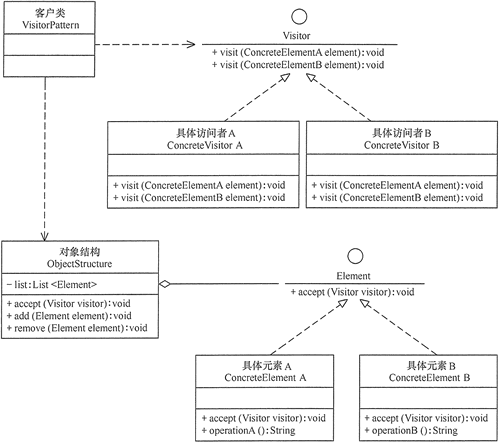 客户类
VisitorPattern
Visitor
+ visit (ConcreteElementA element):void
+ visit (ConcreteElementB element):void
具体访问者A
ConcreteVisitor A
+ visit (ConcreteElementA element):void
+ visit (ConcreteElementB element):void
具体访问者B
ConcreteVisitor B
+ visit (ConcreteElementA element):void
+ visit (ConcreteElementB element):void
对象结构
ObjectStructure
− list:List <Element>
+ accept (Visitor visitor):void
+ add (Element element):void
+ remove (Element element):void
Element
+ accept (Visitor visitor):void
具体元素A
ConcreteElement A
+ accept (Visitor visitor):void
+ operationA ():String
具体元素B
ConcreteElement B
+ accept (Visitor visitor):void
+ operationB ():String